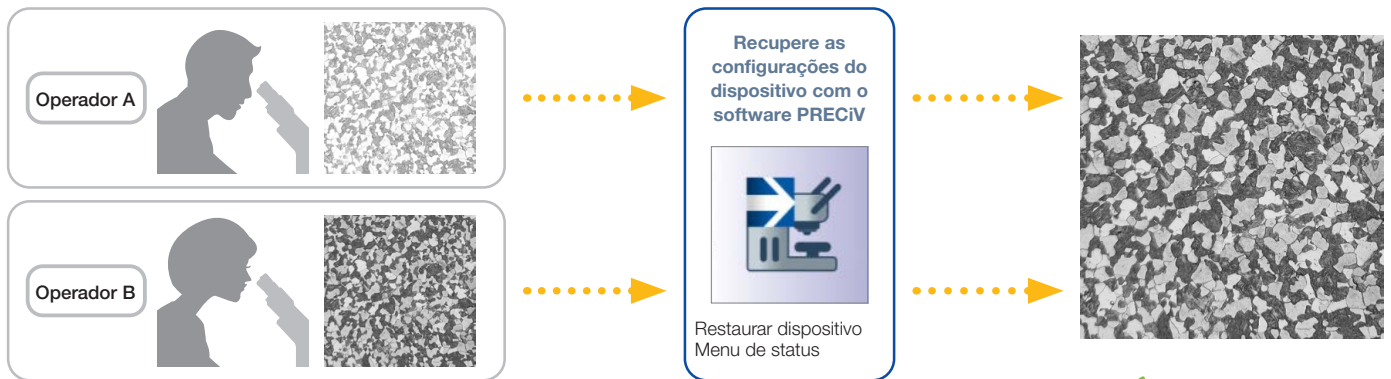 Operador A
Operador B
Recupere as
configurações do
dispositivo com o
software PRECiV
Restaurar dispositivo
Menu de status